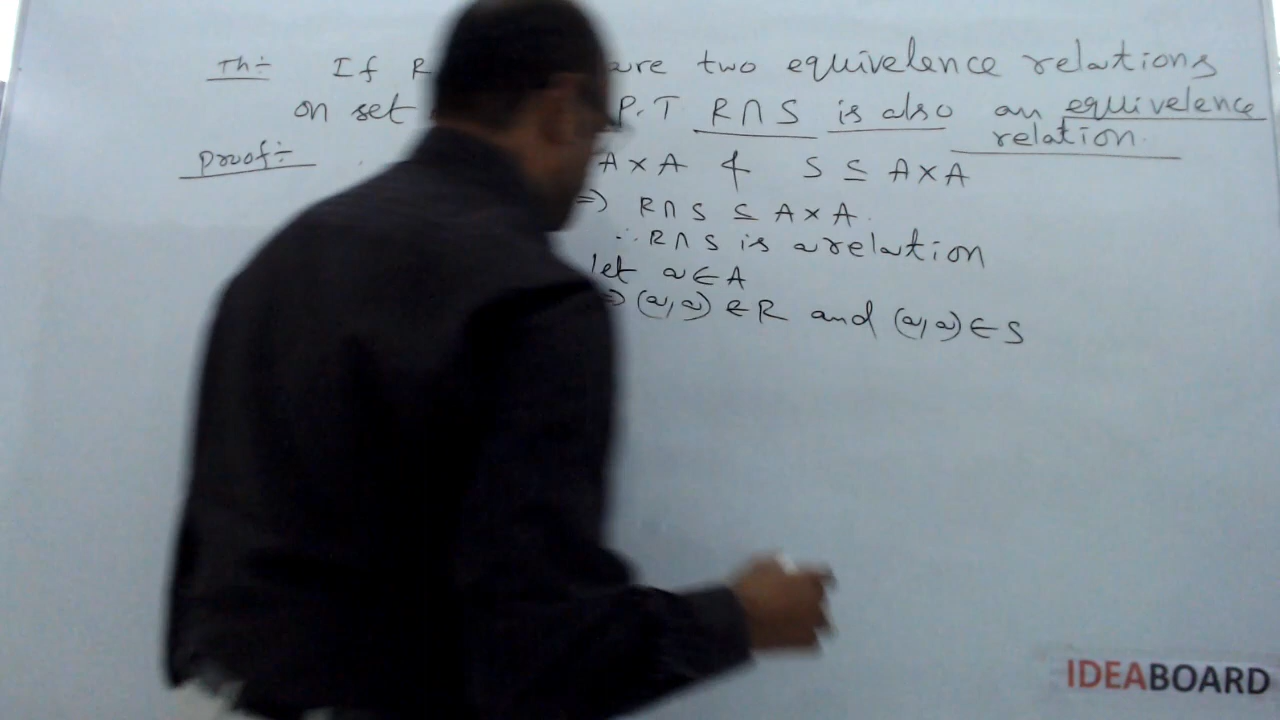 Th:- If R are two equivelence relations
on set P.T R∩S is also an equivelence
relation.
Proof:- A×A & S ⊆ A×A
⇒ R∩S ⊆ A×A.
∴ R∩S is a relation
let a∈A
⇒ (a,a) ∈R and (a,a)∈S
IDEABOARD